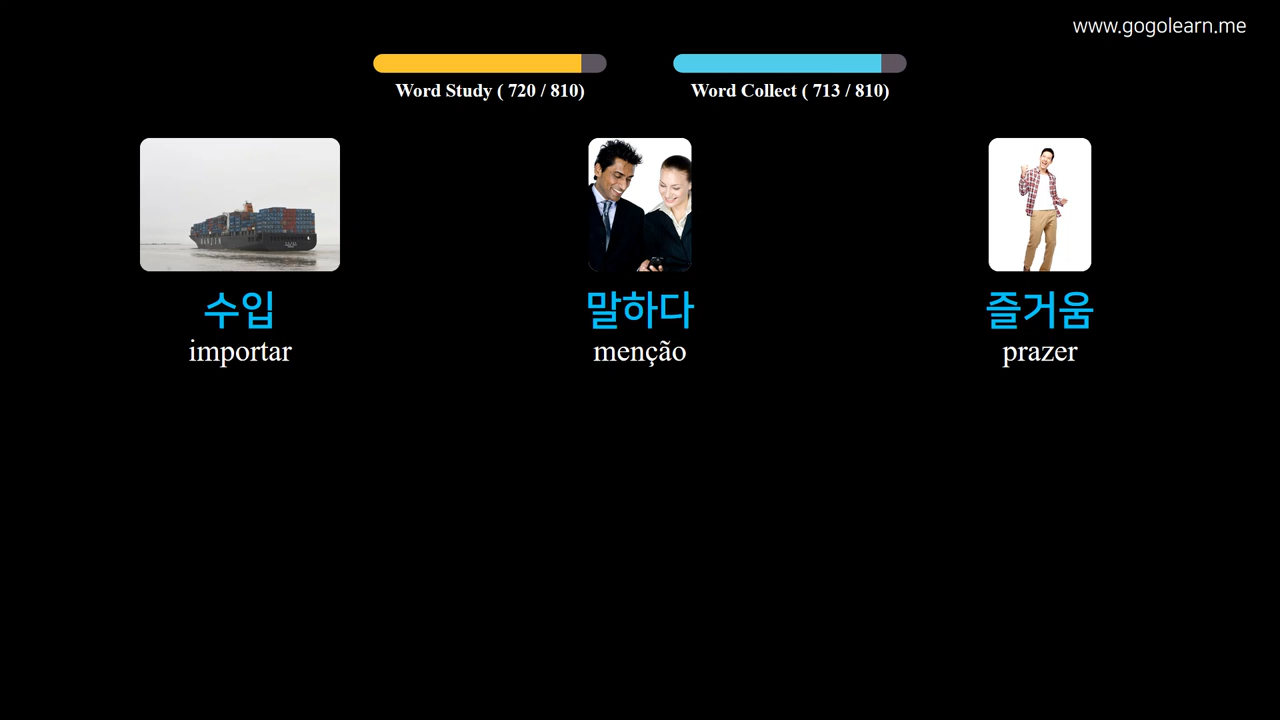 www.gogolearn.me
Word Study ( 720 / 810)
Word Collect ( 713 / 810)
수입
importar
말하다
menção
즐거움
prazer